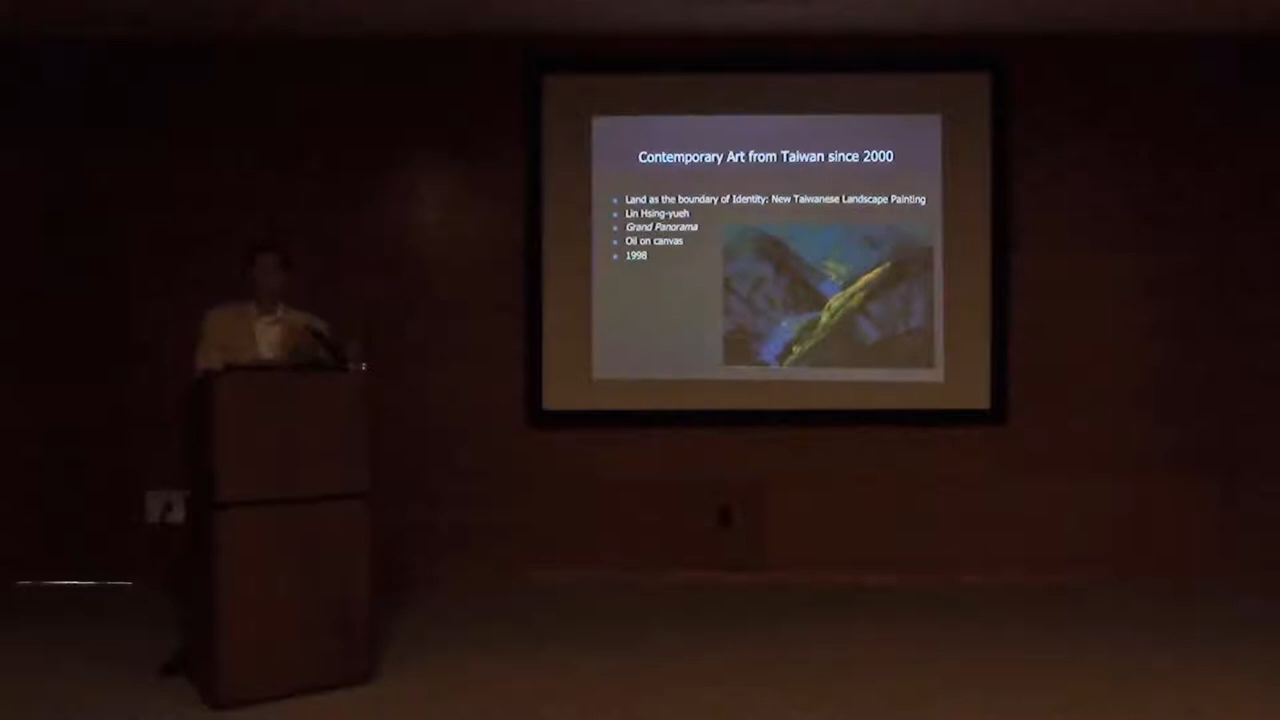 Contemporary Art from Taiwan since 2000
Land as the boundary of Identity: New Taiwanese Landscape Painting
Lin Hsing-yueh
Grand Panorama
Oil on canvas
1998